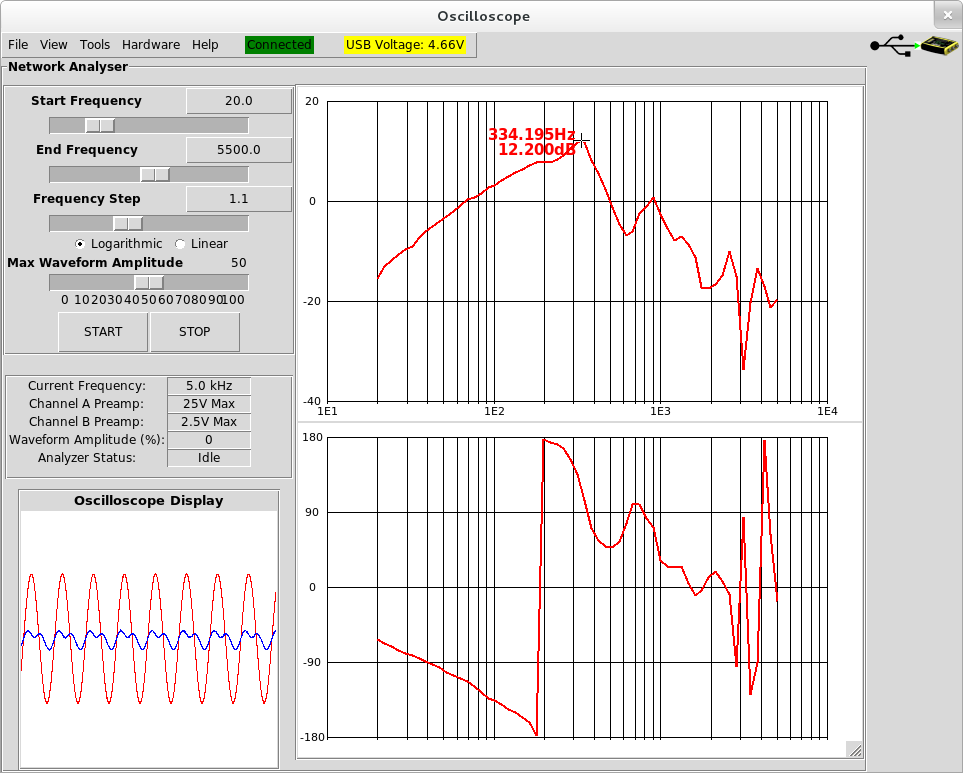 Oscilloscope
File View Tools Hardware Help Connected USB Voltage: 4.66V
Network Analyser
Start Frequency 20.0
End Frequency 5500.0
Frequency Step 1.1
Logarithmic Linear
Max Waveform Amplitude 50
0 10 20 30 40 50 60 70 80 90 100
START STOP
Current Frequency: 5.0 kHz
Channel A Preamp: 25V Max
Channel B Preamp: 2.5V Max
Waveform Amplitude (%): 0
Analyzer Status: Idle
Oscilloscope Display
20
334.195Hz
12.200dB
0
-20
-40
1E1 1E2 1E3 1E4
180
90
0
-90
-180